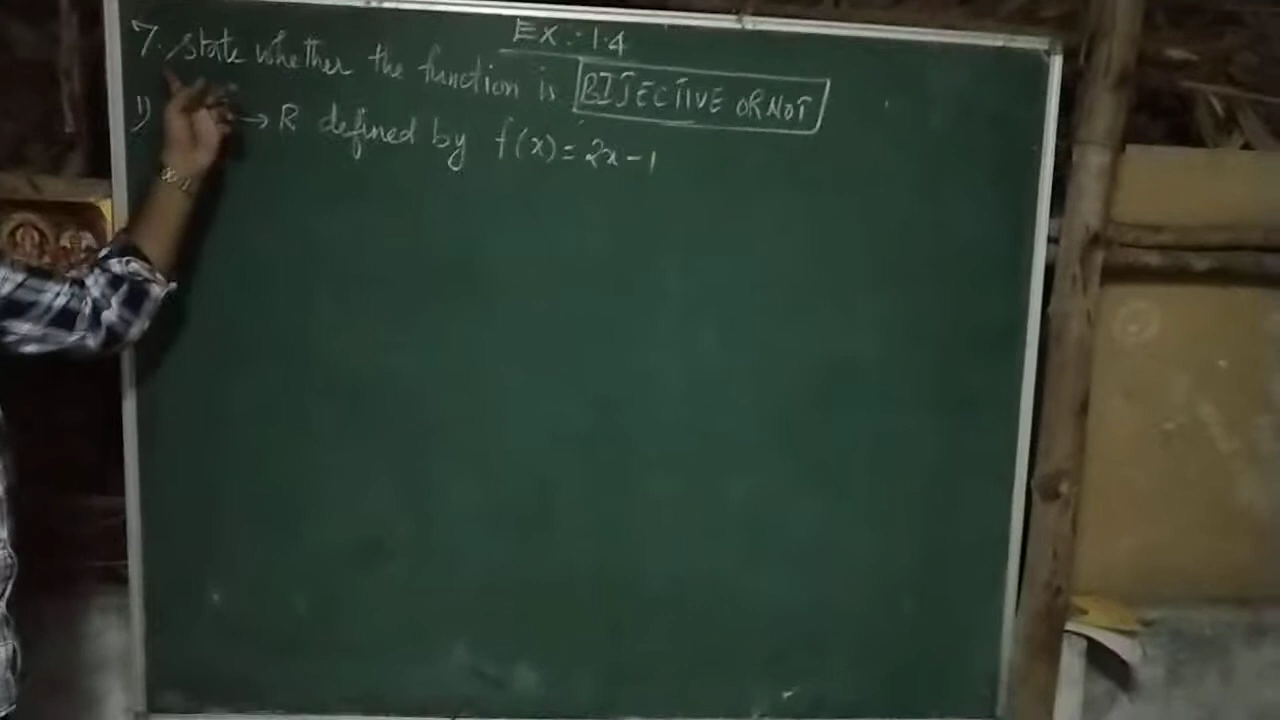 EX : 1.4
7. state whether the function is BIJECTIVE OR NOT
1) → R defined by f(x) = 2x - 1